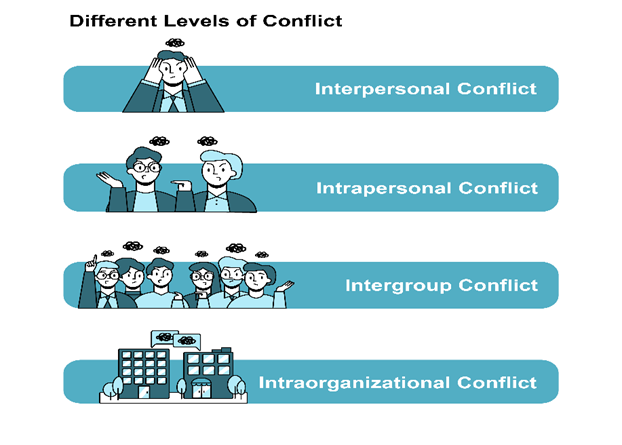 Different Levels of Conflict
Interpersonal Conflict
Intrapersonal Conflict
Intergroup Conflict
Intraorganizational Conflict